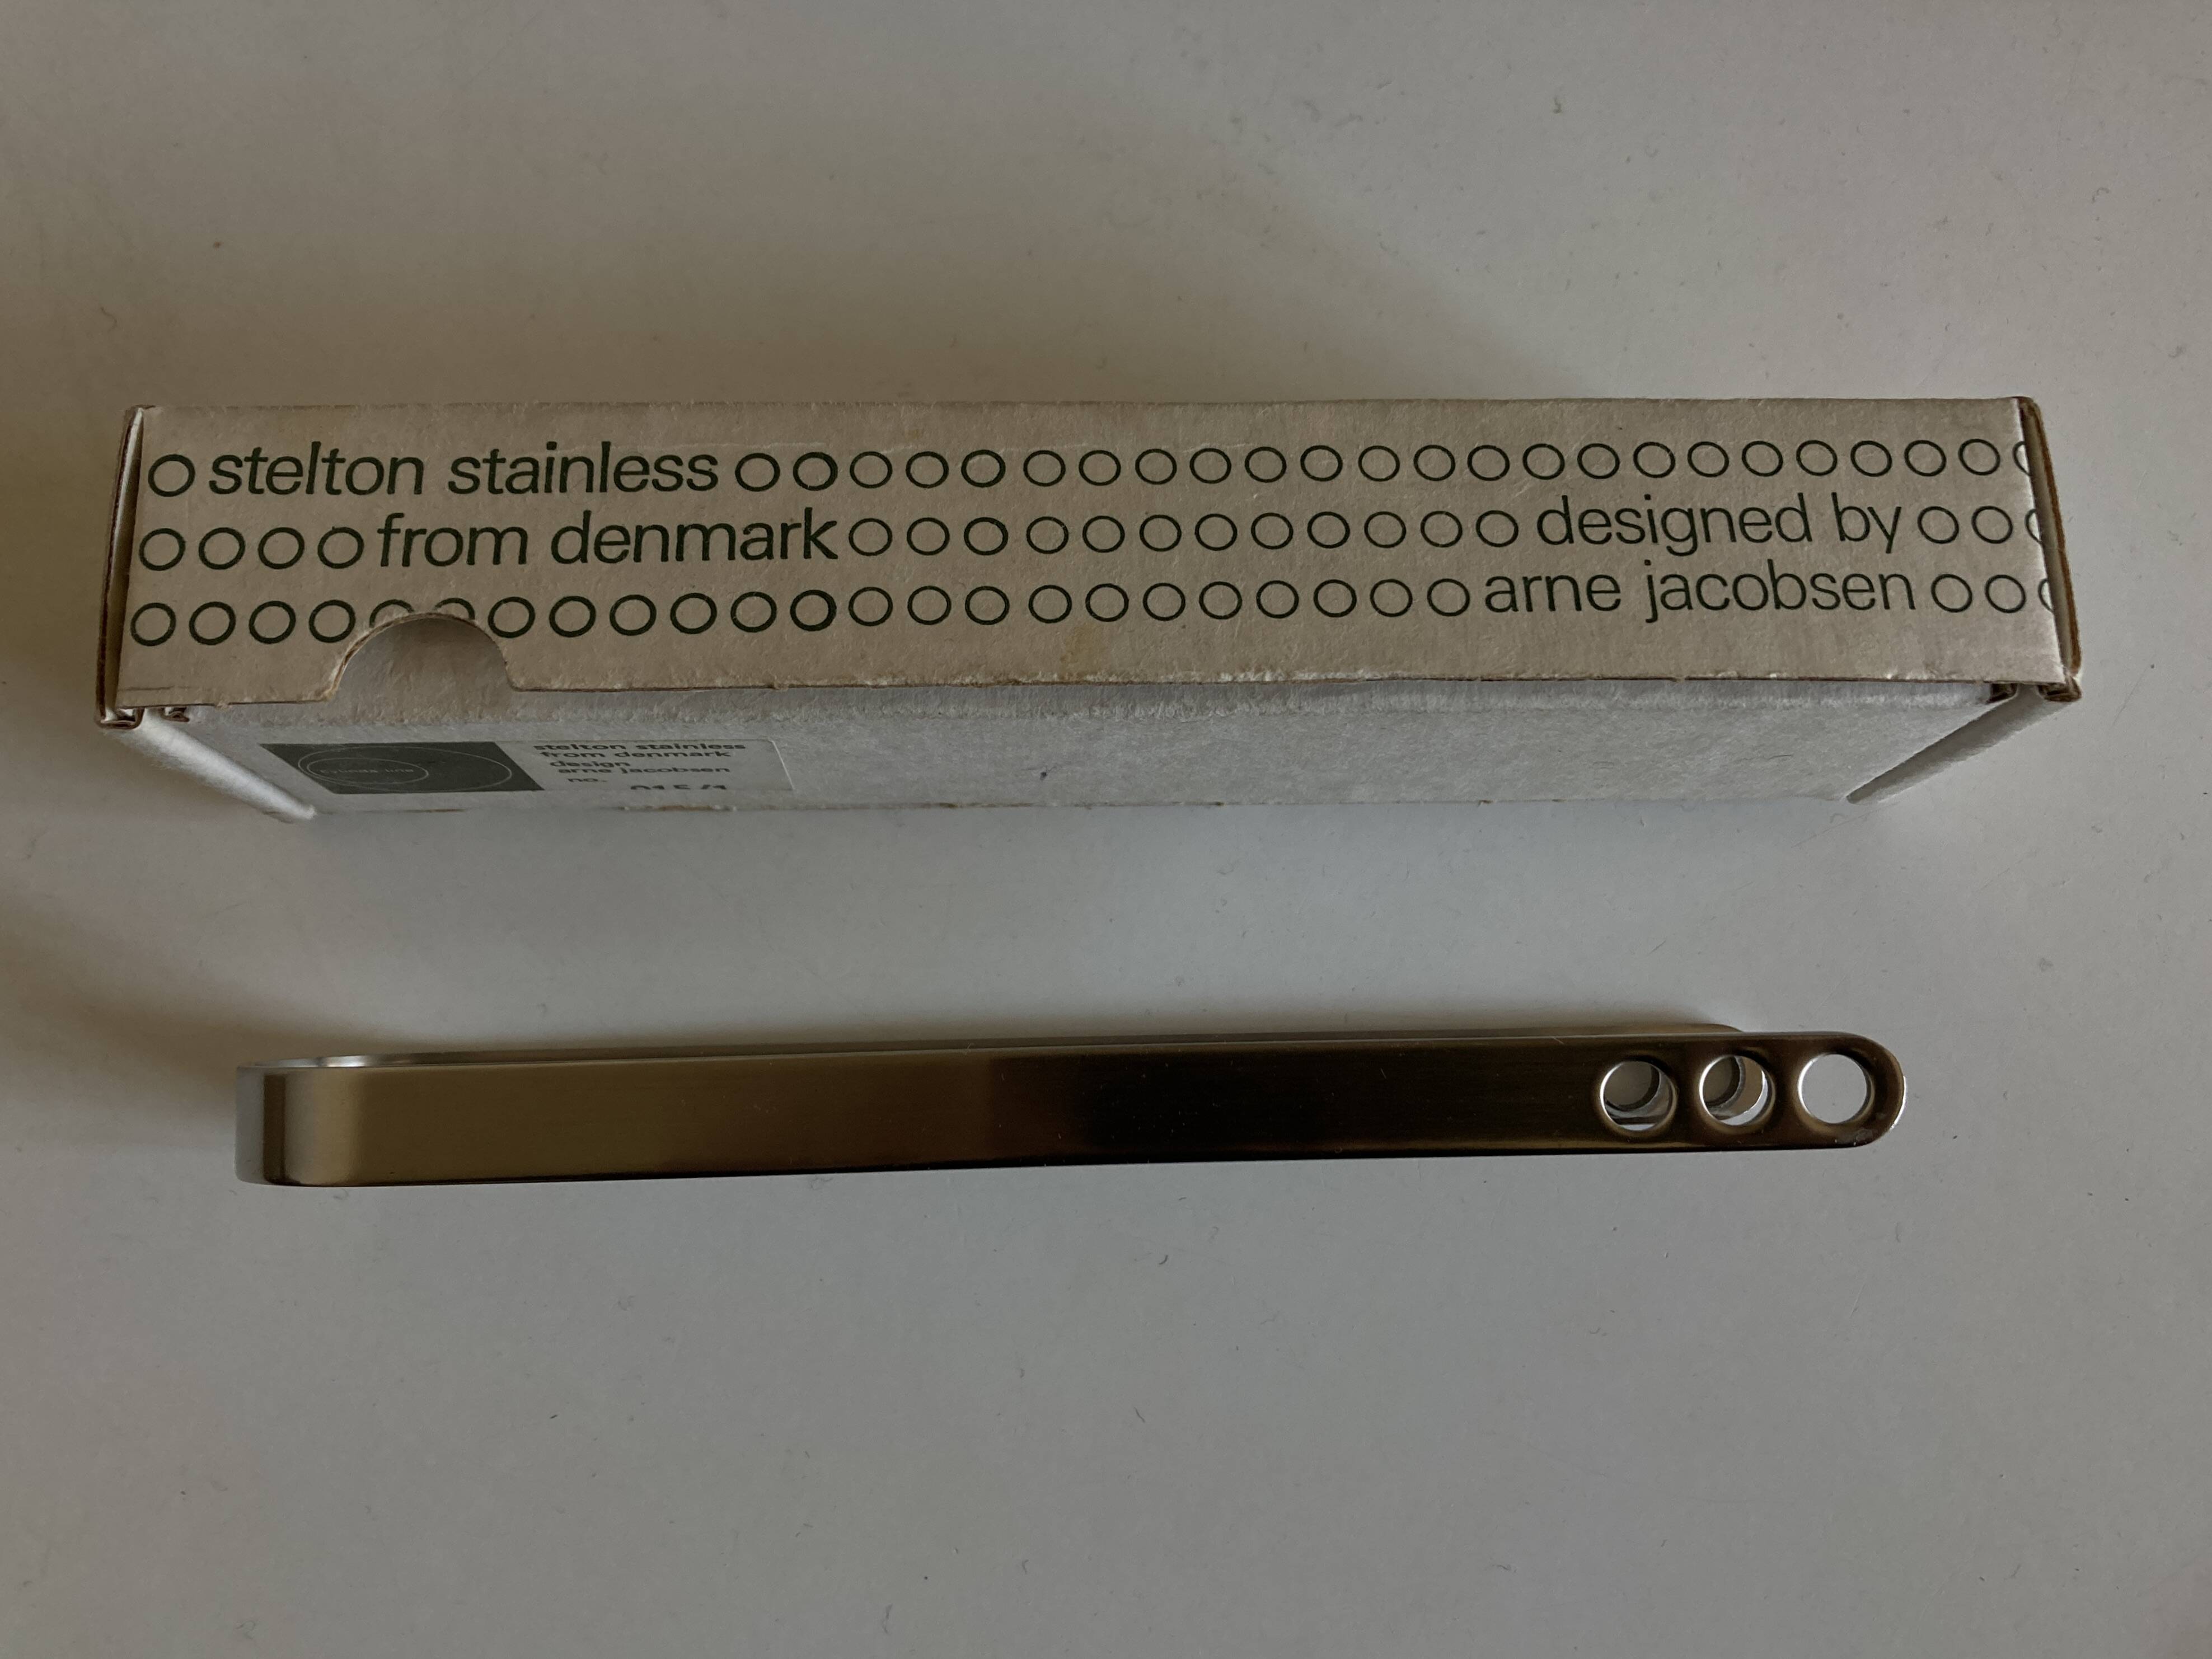 stelton stainless
from denmark designed by
arne jacobsen
stelton stainless
from denmark
design
arne jacobsen
no.